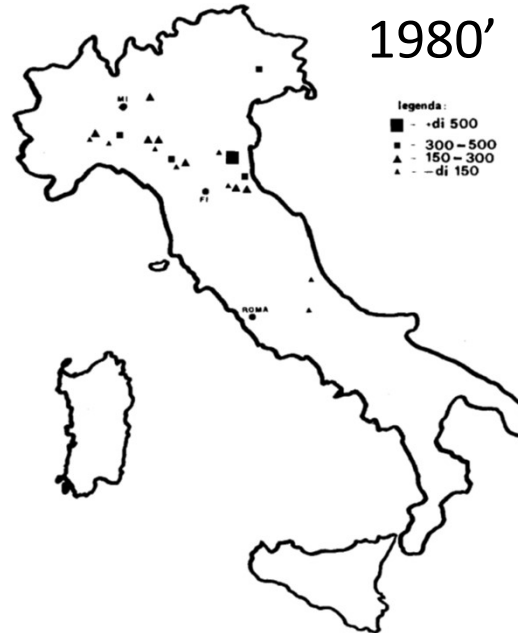 1980'
MI
legenda:
- +di 500
- 300-500
- 150-300
- -di 150
FI
ROMA